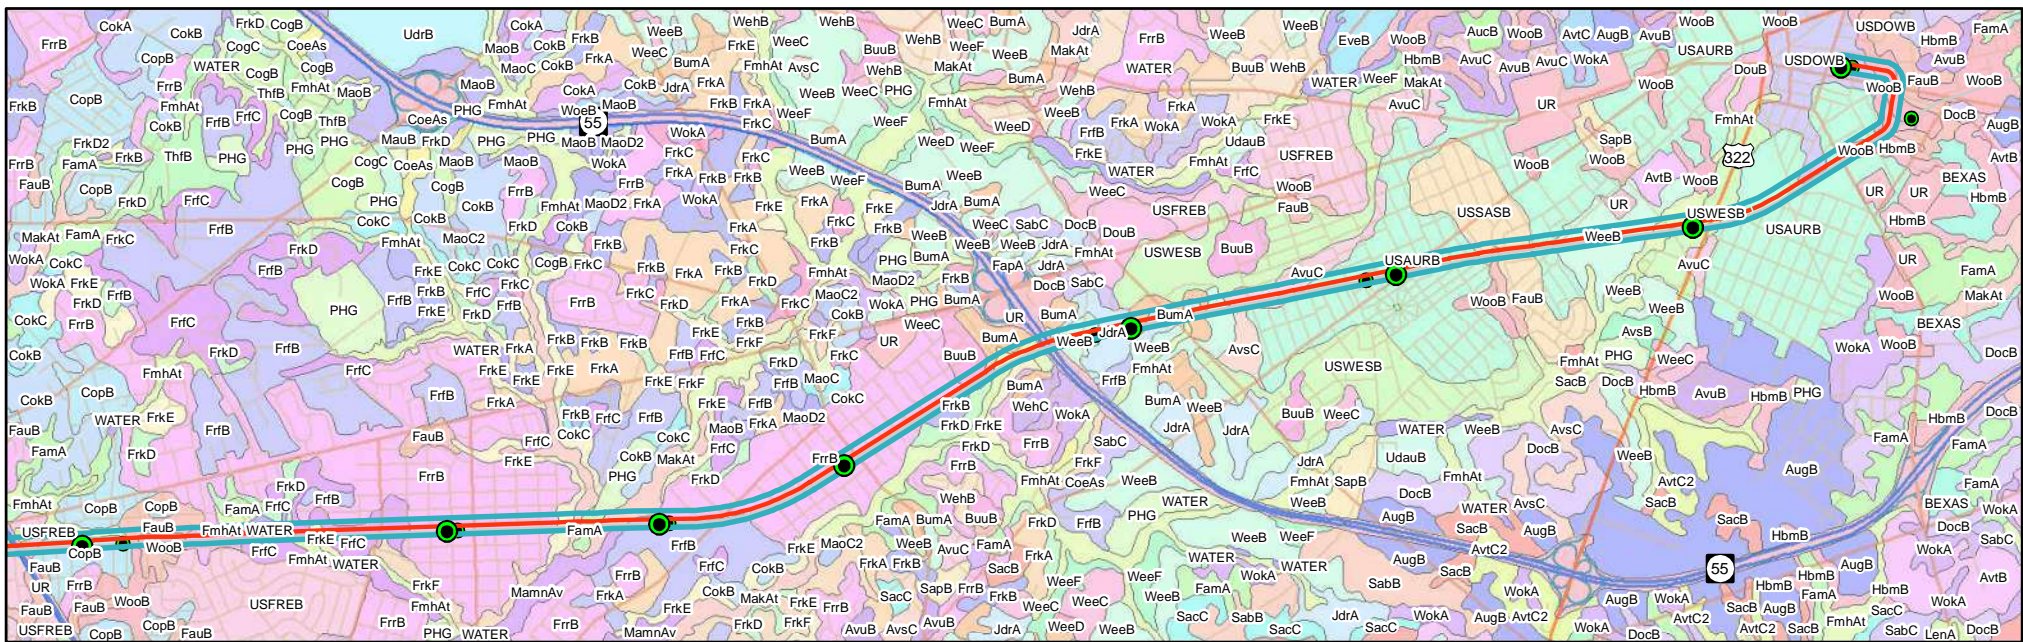 CokA CokB FrkD CogB CokA FrkB WeeB WehB WehB WeeC BumA JdrA FrrB WeeB WeeB WooB AucB WooB AvtC AugB AvuB WooB WooB USDOWB FamA
FrrB CogC CoeAs UdrB MaoB CokB FrkA WeeC FrkE WeeC BuuB WehB WeeF WeeB MakAt EveB HbmB USAURB HbmB
CopB WATER CogB CogB MaoC CokB BumA FmhAt AvsC WehB MakAt WATER BuuB WehB AvuC AvuB AvuC WokA DouB USDOWB AvuB
FrrB ThfB FmhAt MaoB MaoB CokA CokB JdrA FrkA WeeB WeeC PHG BumA WehB WATER WeeF MakAt WooB FauB WooB
FrkB CopB FmhAt FrfB FrfC CogB PHG FmhAt WoeB MaoB FrkB FrkA WeeF FmhAt FrkA AvuC UR FmhAt WooB
CokB ThfB CoeAs 55 FrkC WeeF WeeD FrfB FrkA WokA WokA FrkE DocB AugB
FrkD2 PHG PHG MauB FrkD PHG PHG MaoB MaoD2 WokA BumA WeeD WeeF UdauB SapB WooB HbmB
FrrB FamA FrkB ThfB PHG CogC CoeAs MaoB MaoB WokA FrkC FrkC FrkE WATER FmhAt USFREB WooB WooB 322 AvtB
FauB CopB CogB CogB FrrB FrrB FrkA FrkB FrkB WeeB WeeF BumA WeeB FrfC AvtB WooB BEXAS
FrkD FrfC PHG CokB FmhAt MaoD2 FrkA WokA FrkE FrkA FrkE JdrA BumA WeeC WooB UR UR UR HbmB
MakAt FamA FrkC FrfB CokC CokB FrkD CokB FrkA FrkC WeeB WeeC SabC DocB USFREB FauB USSASB USWESB HbmB
WokA CokC FrkD FmhAt MaoC2 FrkB FrkC FrkB WeeB WeeB JdrA DouB USWESB BuuB WeeB USAURB
WokA FrkE FrfB FrfB FrkE CokC CokC CogB FrkC FrkB FrkA FrkB FmhAt PHG BumA FapA JdrA FmhAt USAURB AvuC UR
FrkD FrfB FrfC FrkB FrkC FrkD FrkD MaoD2 FrkB DocB SabC AvuC FamA
CokC FrrB FrfC PHG FrkE FrkD FrfB FrrB FrkA FrkC MaoC2 WokA PHG BumA WooB FauB WeeB WooB MakAt
CokB FrkD FrfB FrkB FrkB CokB WeeC UR BumA BumA WeeB BEXAS
FmhAt FrfC WATER FrkA FrkB FrkB FrkE FrkF UR BumA WeeB JdrA WeeB AvsC AvsB WokA WooB DocB
CokB CopB FrfB FrkE FrkE FrkE FrkA FrfB FrfC FrkD FrkC BuuB FmhAt USWESB FmhAt PHG WeeC
WATER FrkE FrkA FrkE FrkF FrfB MaoC CokC BumA FrfB SacB DocB HbmB AvuB HbmB PHG
FauB FrfB FauB FrkB FrfC FrfB FrkE FrfB MaoD2 FrkB WehC WokA BumA WeeB BuuB WeeC HbmB DocB
FamA FrkD FrfC CokC CokC MaoB FrkA FrkD FrkE JdrA JdrA WATER WeeB AvsC FamA FamA
FrkE FrrB CokB MakAt FrfC FrrB FrkD FrrB SabC UdauB DocB WeeB AugB
FmhAt CopB CopB FrkD FrfB PHG FrkD FrrB FrkF CoeAs WeeB JdrA FmhAt SapB FmhAt AvtC2 SacB FamA
USFREB FauB FamA FrfC WehB BuuB WATER WeeB DocB WATER AvsC SacB BEXAS WokA
CopB WooB FmhAt WATER FrkE FrfC FamA FrfB FamA BumA FrkD FrfB PHG AugB SacB AugB HbmB DocB SabC
FauB FrfC FmhAt WATER FrkE MaoC2 WeeB AvuC FamA FrkA WeeB WeeF AvtC2 55 WokA
UR FrrB FrkF MamnAv FrrB FrfC CokB FrkA FrkB SacB WeeF WeeF WATER WokA WATER AugB SacB AugB HbmB AvtB
FauB FauB WooB USFREB FmhAt FrkA CokB MakAt FrkE SacC SapB FrrB FrkB WeeC WeeC WeeB FamA SabB WokA AugB WokA HbmB FamA HbmB
USFREB CopB CopB FauB FrrB PHG WATER FrrB FrkE FrkD FrkF FrrB AvuB AvsC AvuB JdrA WeeD WeeB SacC SabB SacC JdrA SacC WokA AugB AvtC2 WokA DocB AvtC2 SacB AugB SacB FmhAt SacC SabC WokA LenA DocB